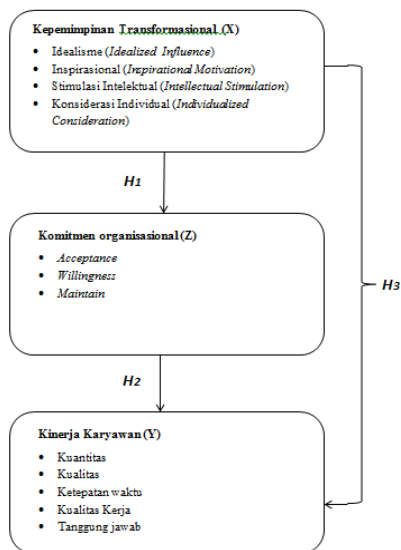 Kepemimpinan Transformasional (X)
• Idealisme (Idealized Influence)
• Inspirasional (Inspirational Motivation)
• Stimulasi Intelektual (Intellectual Stimulation)
• Konsiderasi Individual (Individualized
Consideration)
H1
Komitmen organisasional (Z)
• Acceptance
• Willingness
• Maintain
H3
H2
Kinerja Karyawan (Y)
• Kuantitas
• Kualitas
• Ketepatan waktu
• Kualitas Kerja
• Tanggung jawab